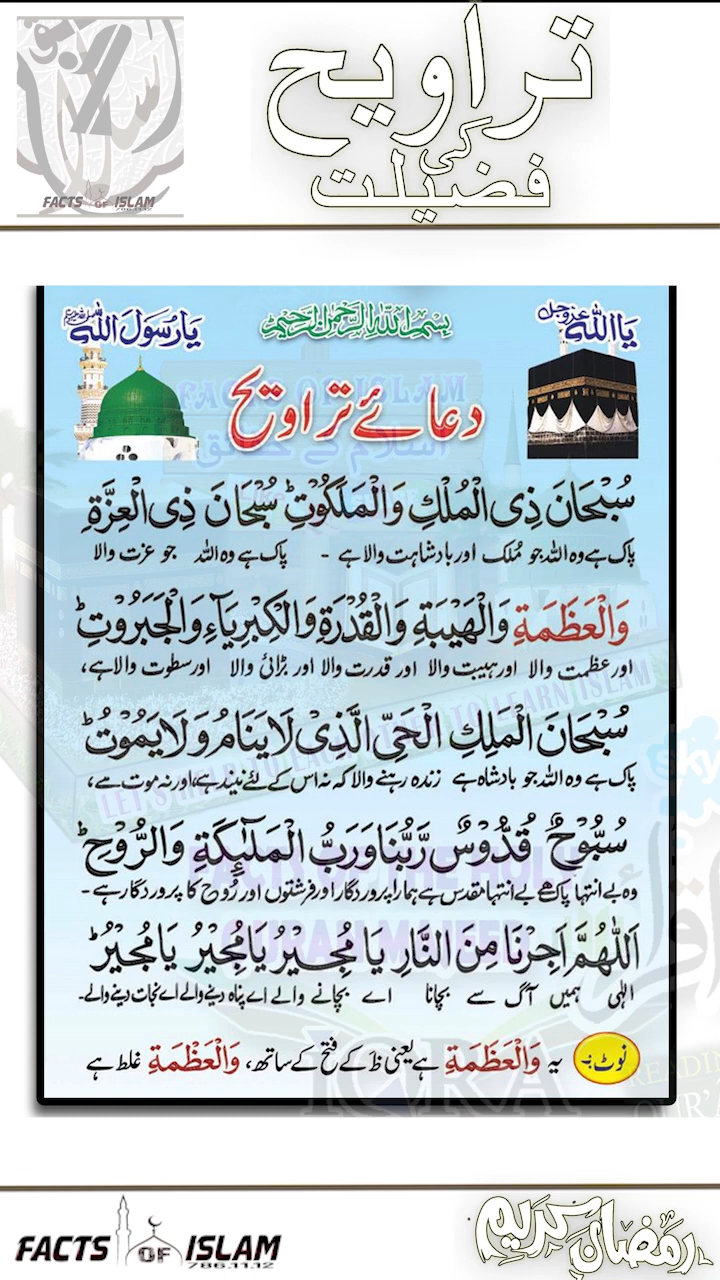 تراویح
کی
فضیلت
FACTS OF ISLAM
یا اللہ عزوجل
بسم اللہ الرحمن الرحیم
یا رسول اللہ ﷺ
دعائے تراویح
سُبْحَانَ ذِی الْمُلْكِ وَالْمَلَكُوْتِؕ سُبْحَانَ ذِی الْعِزَّةِ
پاک ہے وہ اللہ جو مُلک اور بادشاہت والا ہے - پاک ہے وہ اللہ جو عزت والا
وَالْعَظَمَةِ وَالْهَیْبَةِ وَالْقُدْرَةِ وَالْكِبْرِیَآءِ وَالْجَبَرُوْتِؕ
اور عظمت والا اور ہیبت والا اور قدرت والا اور بڑائی والا اور سطوت والا ہے،
سُبْحَانَ الْمَلِكِ الْحَیِّ الَّذِیْ لَا یَنَامُ وَلَا یَمُوْتُؕ
پاک ہے وہ اللہ جو بادشاہ ہے زندہ رہنے والا کہ نہ اس کے لئے نیند ہے، اور نہ موت ہے،
سُبُّوْحٌ قُدُّوْسٌ رَّبُّنَا وَرَبُّ الْمَلٰٓئِكَةِ وَالرُّوْحِؕ
وہ بے انتہا پاک ہے بے انتہا مقدس ہے ہمارا پروردگار اور فرشتوں اور رُوح کا پروردگار ہے -
اَللّٰهُمَّ اَجِرْنَا مِنَ النَّارِ یَا مُجِیْرُ یَا مُجِیْرُ یَا مُجِیْرُؕ
الٰہی ہمیں آگ سے بچانا اے بچانے والے اے پناہ دینے والے اے نجات دینے والے -
نوٹ:- یہ وَالْعَظَمَةِ ہے یعنی ظَ کے فتح کے ساتھ، وَالْعَظْمَةِ غلط ہے
FACTS OF ISLAM
786.11.12
رمضان کریم